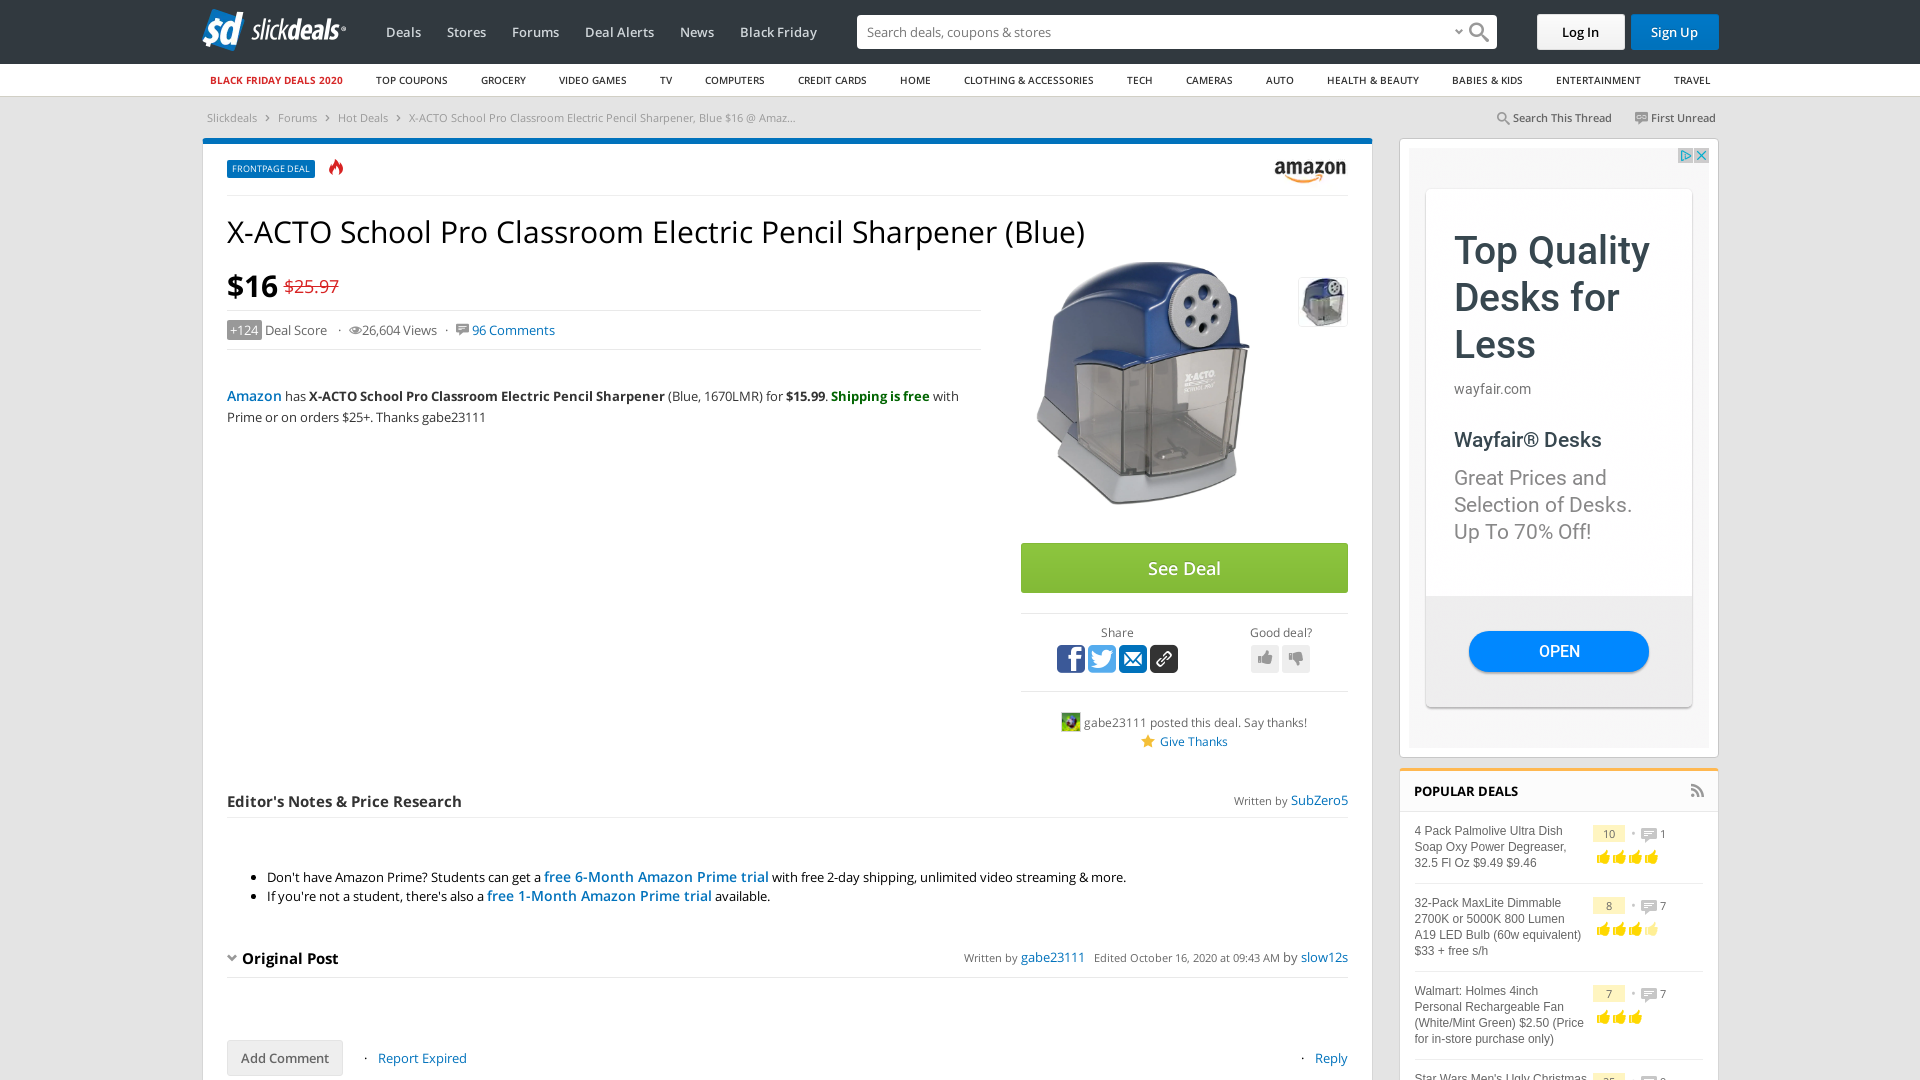 sd slickdeals
Deals
Stores
Forums
Deal Alerts
News
Black Friday
Search deals, coupons & stores
Log In
Sign Up
BLACK FRIDAY DEALS 2020
TOP COUPONS
GROCERY
VIDEO GAMES
TV
COMPUTERS
CREDIT CARDS
HOME
CLOTHING & ACCESSORIES
TECH
CAMERAS
AUTO
HEALTH & BEAUTY
BABIES & KIDS
ENTERTAINMENT
TRAVEL
Slickdeals › Forums › Hot Deals › X-ACTO School Pro Classroom Electric Pencil Sharpener, Blue $16 @ Amaz...
Search This Thread
First Unread
FRONTPAGE DEAL
amazon
X-ACTO School Pro Classroom Electric Pencil Sharpener (Blue)
$16 $25.97
+124 Deal Score · 26,604 Views · 96 Comments
Amazon has X-ACTO School Pro Classroom Electric Pencil Sharpener (Blue, 1670LMR) for $15.99. Shipping is free with
Prime or on orders $25+. Thanks gabe23111
X-ACTO
SCHOOL PRO
See Deal
Share
Good deal?
gabe23111 posted this deal. Say thanks!
Give Thanks
Editor's Notes & Price Research
Written by SubZero5
• Don't have Amazon Prime? Students can get a free 6-Month Amazon Prime trial with free 2-day shipping, unlimited video streaming & more.
• If you're not a student, there's also a free 1-Month Amazon Prime trial available.
Original Post
Written by gabe23111 Edited October 16, 2020 at 09:43 AM by slow12s
Add Comment
· Report Expired
· Reply
Top Quality
Desks for
Less
wayfair.com
Wayfair® Desks
Great Prices and
Selection of Desks.
Up To 70% Off!
OPEN
POPULAR DEALS
4 Pack Palmolive Ultra Dish
Soap Oxy Power Degreaser,
32.5 Fl Oz $9.49 $9.46
10 • 1
32-Pack MaxLite Dimmable
2700K or 5000K 800 Lumen
A19 LED Bulb (60w equivalent)
$33 + free s/h
8 • 7
Walmart: Holmes 4inch
Personal Rechargeable Fan
(White/Mint Green) $2.50 (Price
for in-store purchase only)
7 • 7
Star Wars Men's Ugly Christmas